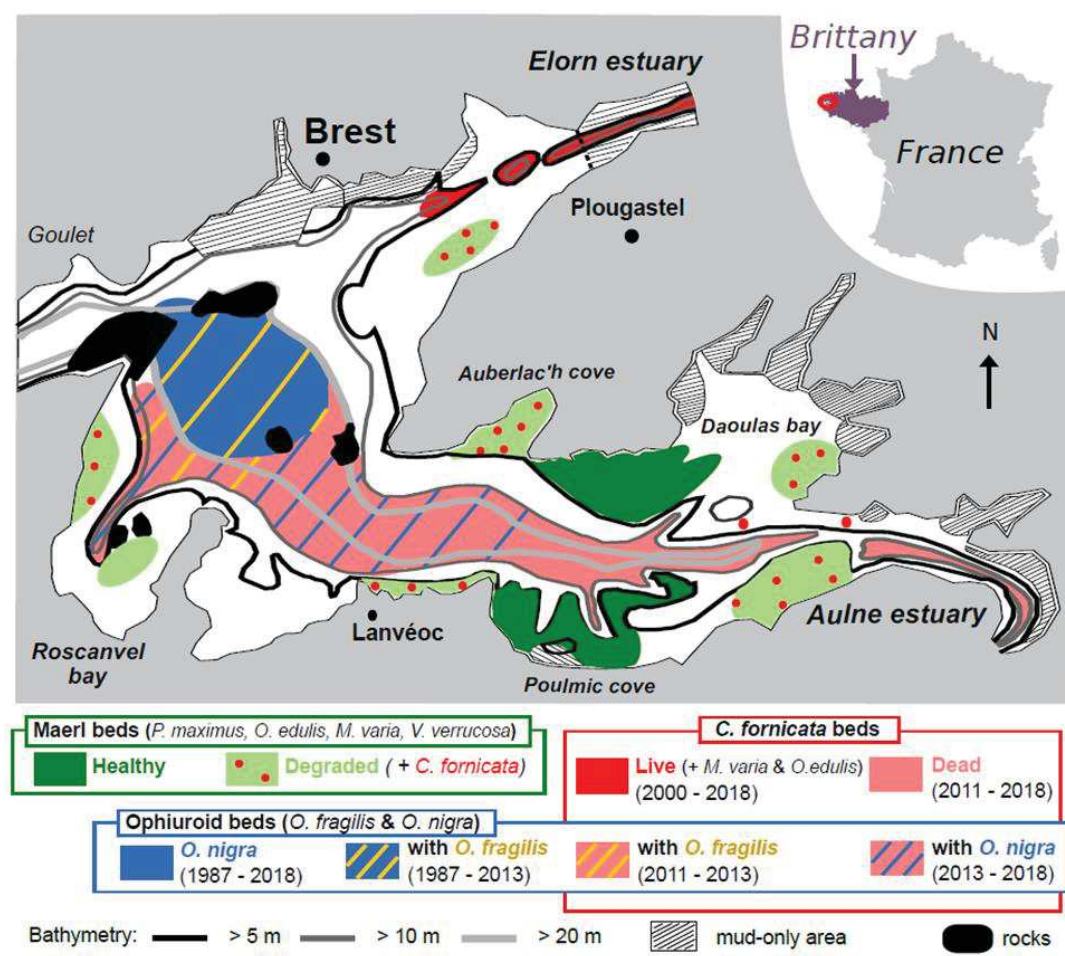 Brittany
France
Elorn estuary
Brest
Plougastel
Goulet
N
Auberlac'h cove
Daoulas bay
Lanvéoc
Aulne estuary
Roscanvel
bay
Poulmic cove
Maerl beds (P. maximus, O. edulis, M. varia, V. verrucosa)
Healthy
Degraded ( + C. fornicata)
C. fornicata beds
Live (+ M. varia & O.edulis)
(2000 - 2018)
Dead
(2011 - 2018)
Ophiuroid beds (O. fragilis & O. nigra)
O. nigra
(1987 - 2018)
with O. fragilis
(1987 - 2013)
with O. fragilis
(2011 - 2013)
with O. nigra
(2013 - 2018)
Bathymetry: > 5 m > 10 m > 20 m mud-only area rocks